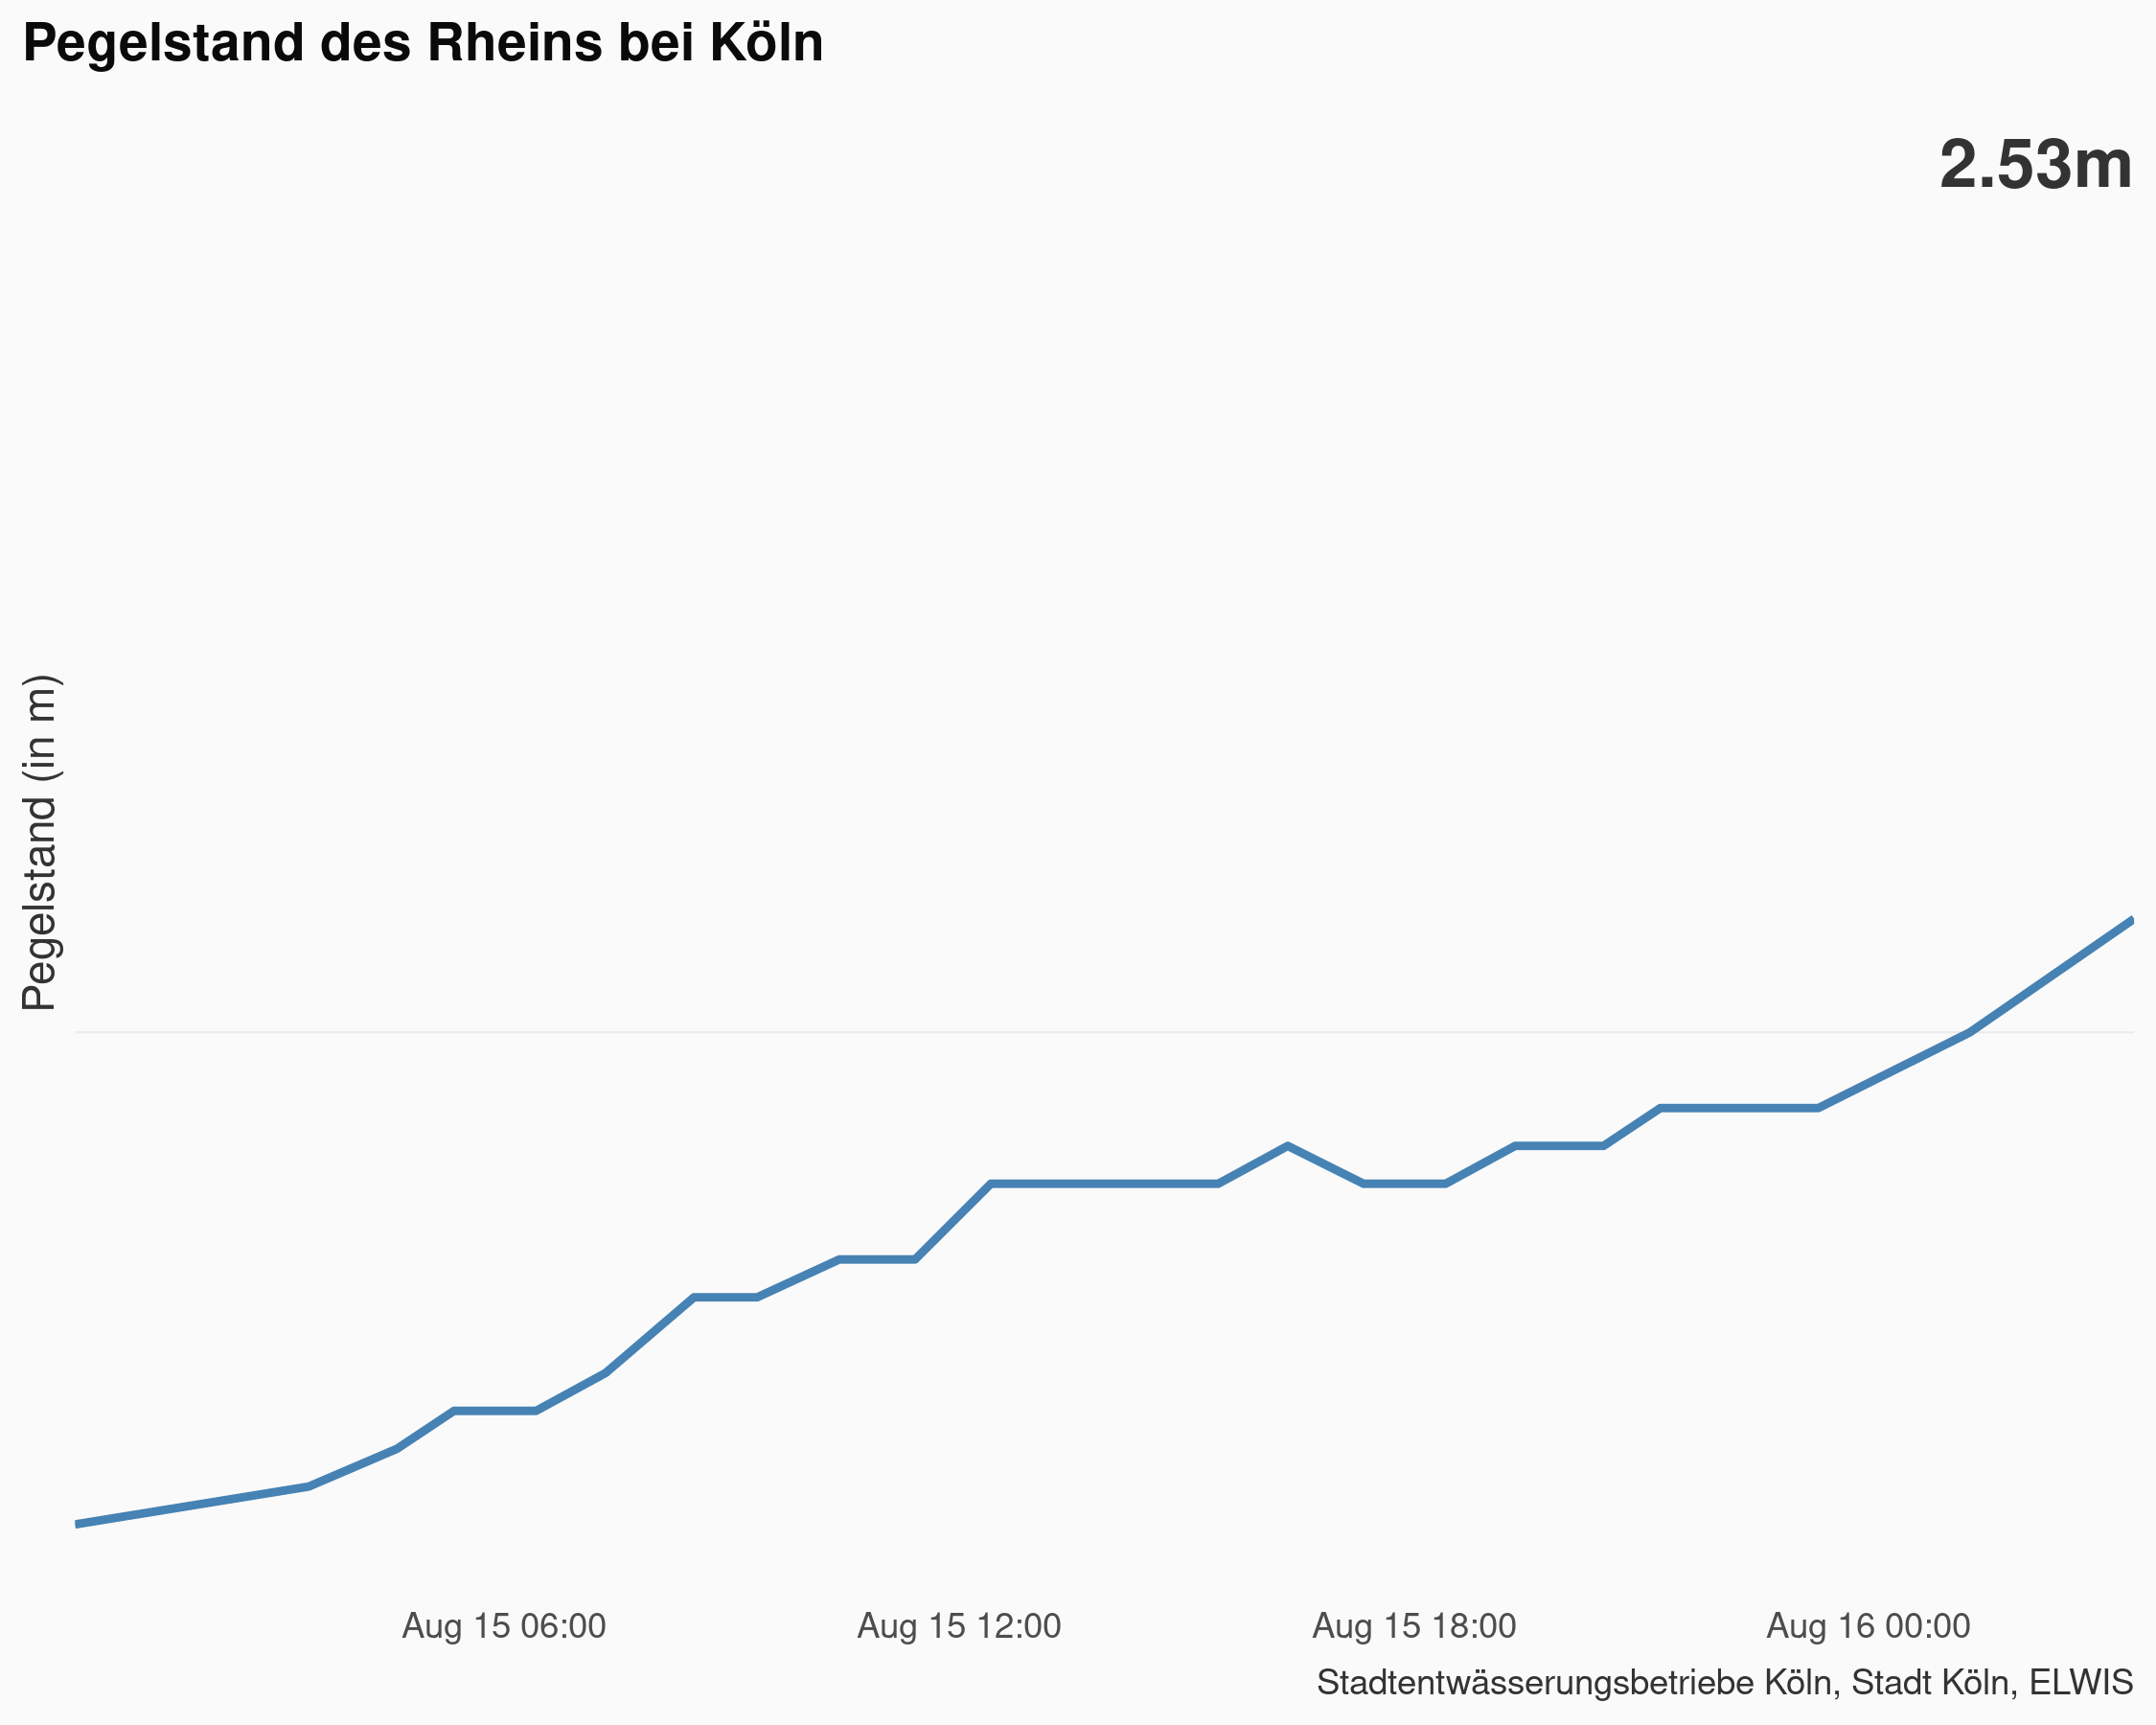 Pegelstand des Rheins bei Köln
2.53m
Pegelstand (in m)
Aug 15 06:00
Aug 15 12:00
Aug 15 18:00
Aug 16 00:00
Stadtentwässerungsbetriebe Köln, Stadt Köln, ELWIS